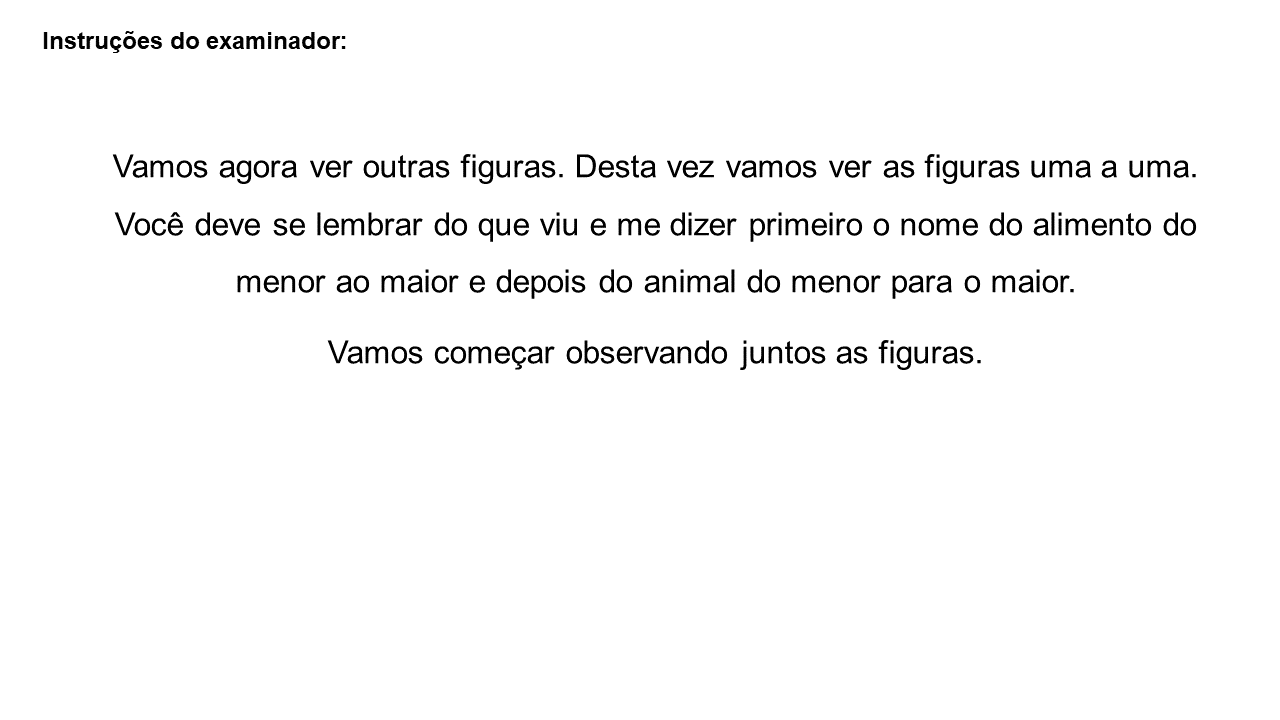 Instruções do examinador:
Vamos agora ver outras figuras. Desta vez vamos ver as figuras uma a uma.
Você deve se lembrar do que viu e me dizer primeiro o nome do alimento do
menor ao maior e depois do animal do menor para o maior.
Vamos começar observando juntos as figuras.